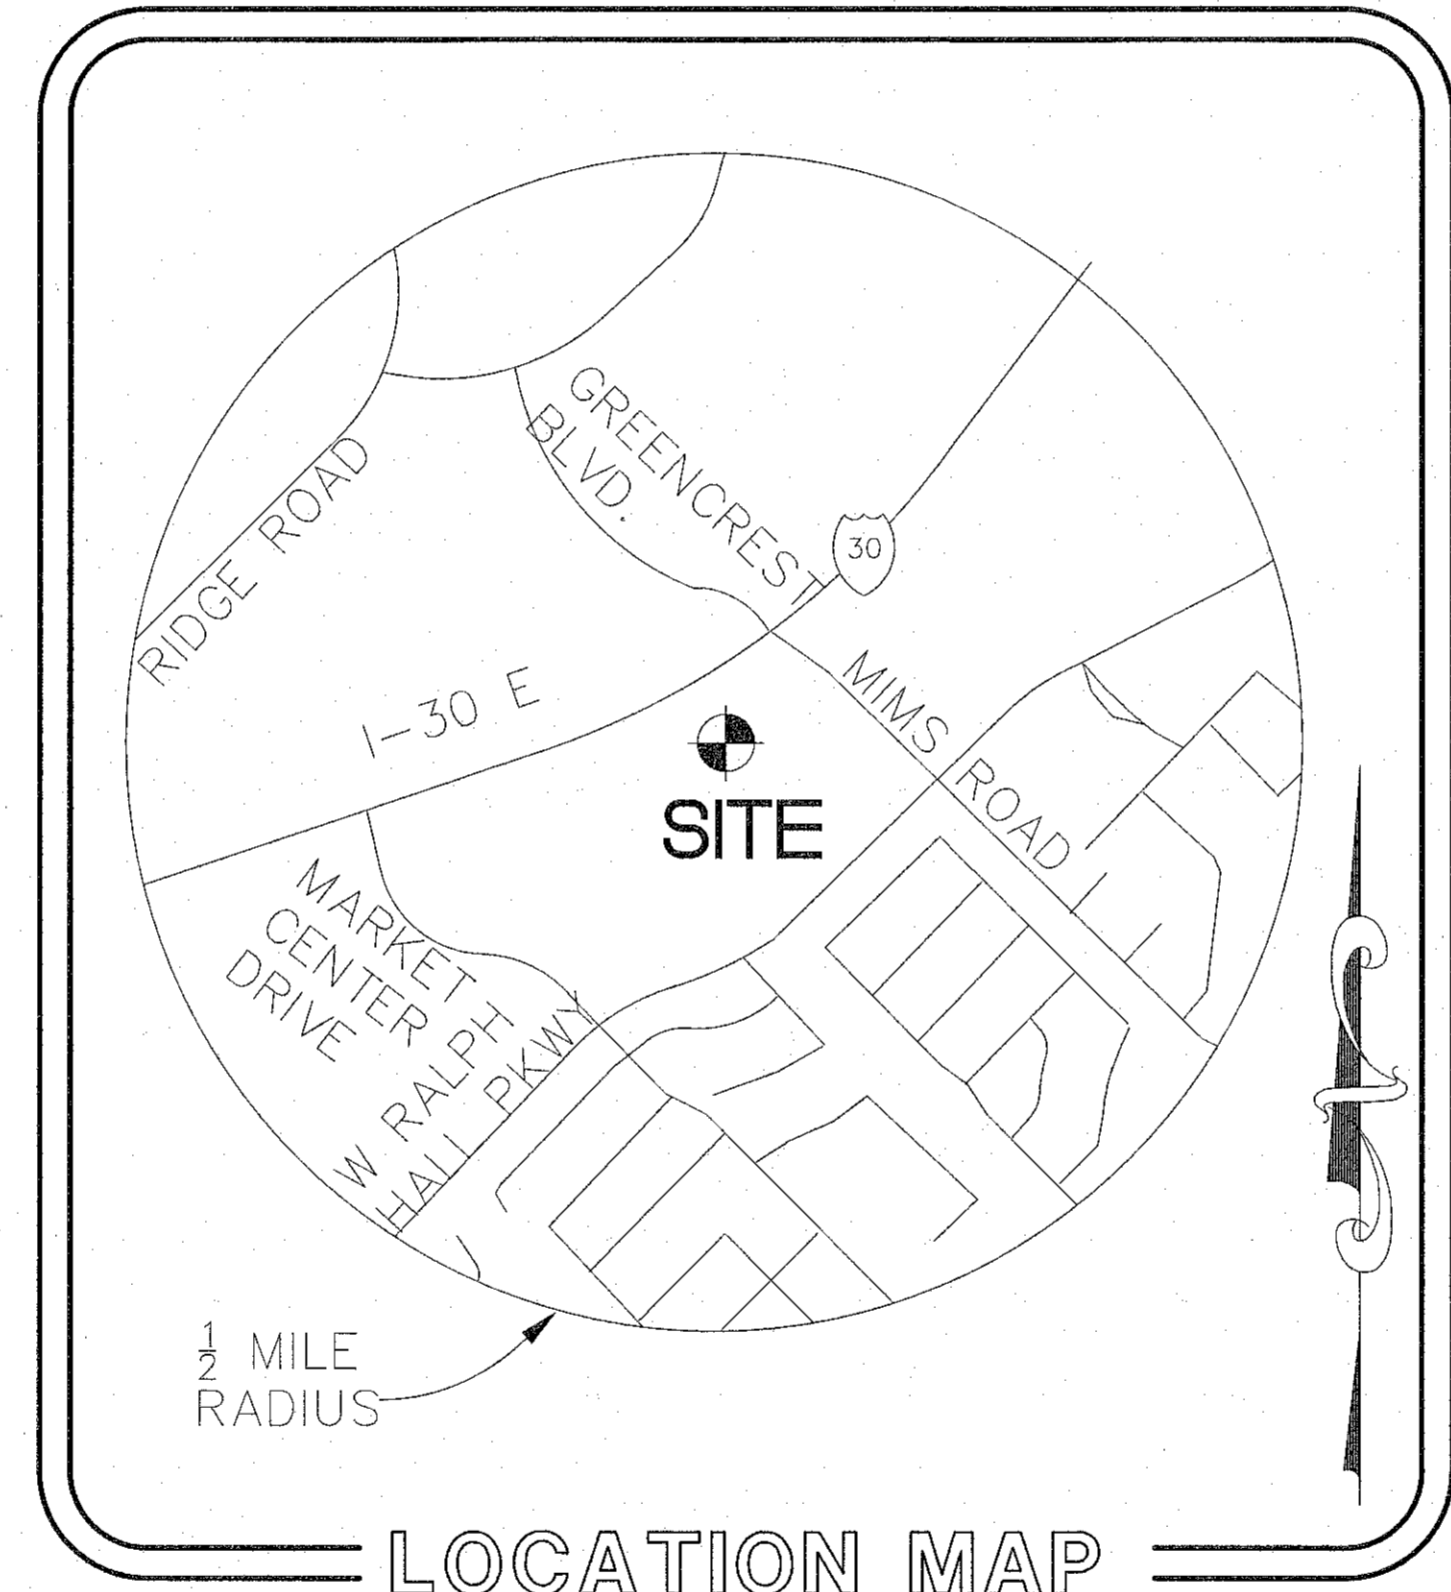 GREENCREST
BLVD.
RIDGE ROAD
30
I-30 E
MIMS ROAD
SITE
MARKET
CENTER
DRIVE
W RALPH
HALL PKWY
1/2 MILE
RADIUS
LOCATION MAP